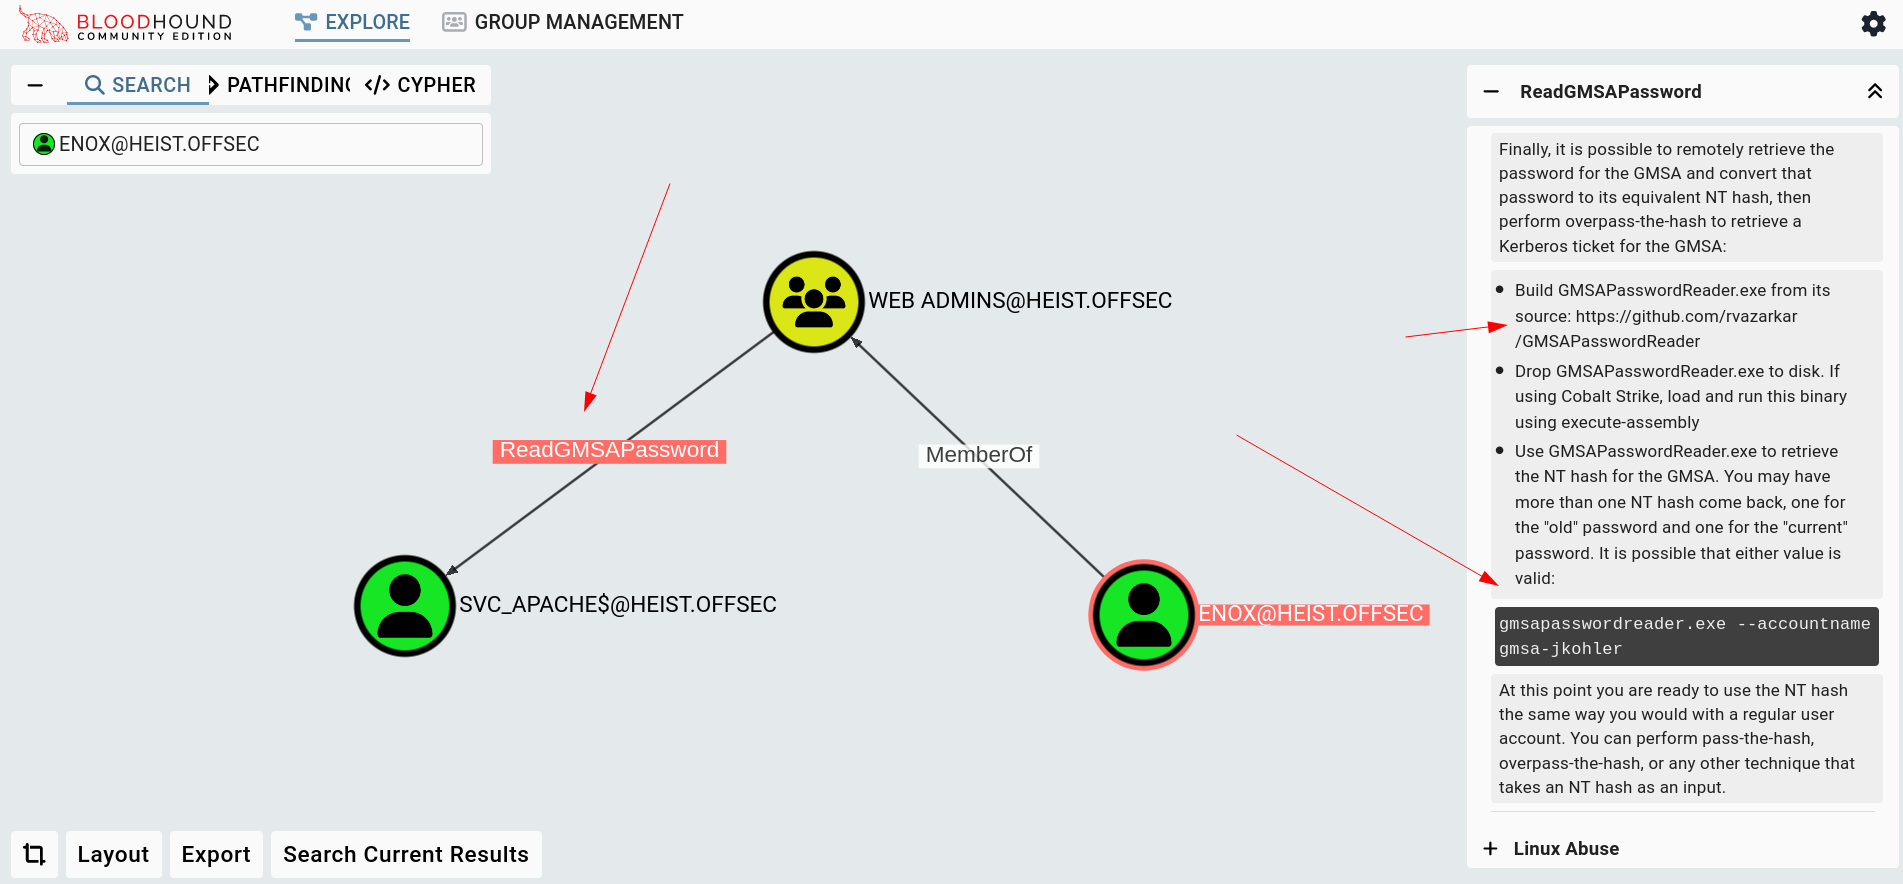 BLOODHOUND
COMMUNITY EDITION
EXPLORE
GROUP MANAGEMENT
SEARCH
PATHFINDING
</> CYPHER
ENOX@HEIST.OFFSEC
WEB ADMINS@HEIST.OFFSEC
ReadGMSAPassword
MemberOf
SVC_APACHE$@HEIST.OFFSEC
ENOX@HEIST.OFFSEC
Layout
Export
Search Current Results
ReadGMSAPassword
Finally, it is possible to remotely retrieve the
password for the GMSA and convert that
password to its equivalent NT hash, then
perform overpass-the-hash to retrieve a
Kerberos ticket for the GMSA:
Build GMSAPasswordReader.exe from its
source: https://github.com/rvazarkar
/GMSAPasswordReader
Drop GMSAPasswordReader.exe to disk. If
using Cobalt Strike, load and run this binary
using execute-assembly
Use GMSAPasswordReader.exe to retrieve
the NT hash for the GMSA. You may have
more than one NT hash come back, one for
the "old" password and one for the "current"
password. It is possible that either value is
valid:
gmsapasswordreader.exe --accountname
gmsa-jkohler
At this point you are ready to use the NT hash
the same way you would with a regular user
account. You can perform pass-the-hash,
overpass-the-hash, or any other technique that
takes an NT hash as an input.
Linux Abuse